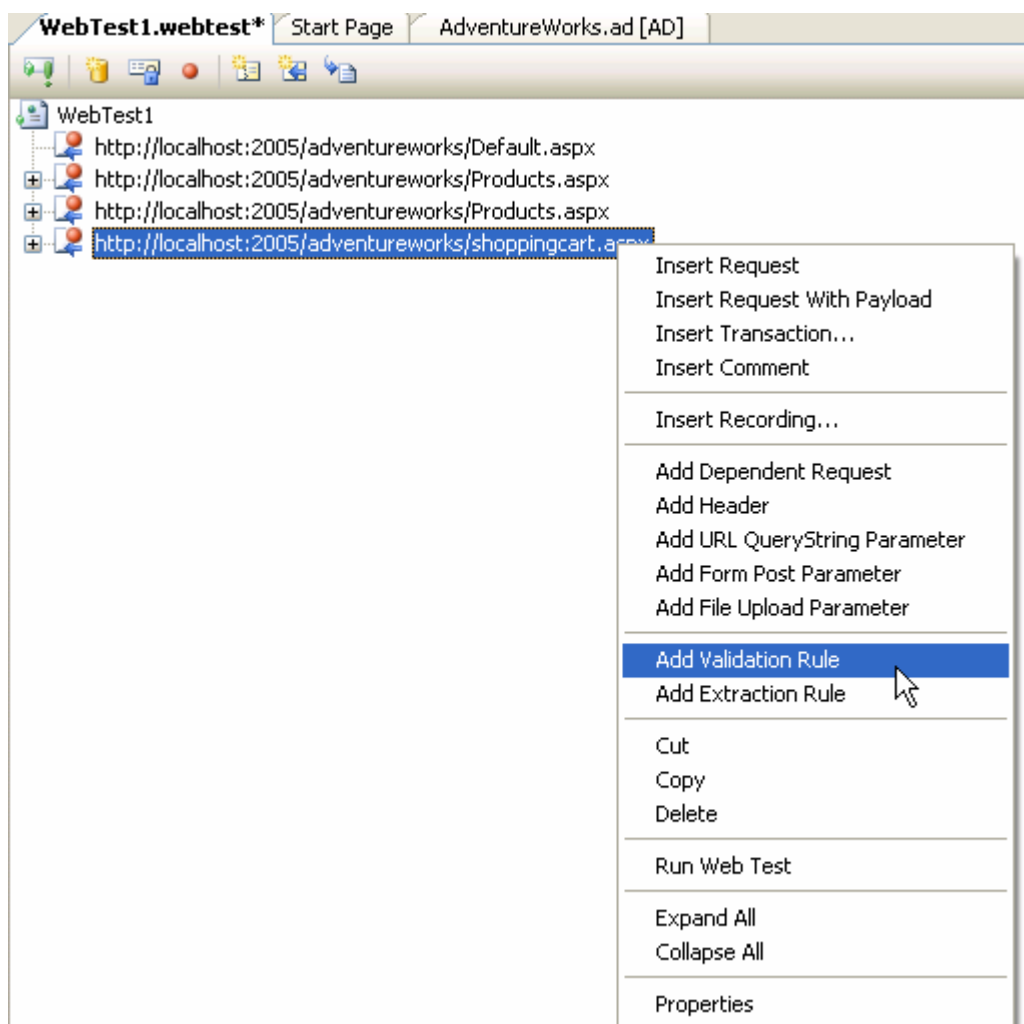 WebTest1.webtest* Start Page AdventureWorks.ad [AD]
WebTest1
http://localhost:2005/adventureworks/Default.aspx
http://localhost:2005/adventureworks/Products.aspx
http://localhost:2005/adventureworks/Products.aspx
http://localhost:2005/adventureworks/shoppingcart.aspx
Insert Request
Insert Request With Payload
Insert Transaction...
Insert Comment
Insert Recording...
Add Dependent Request
Add Header
Add URL QueryString Parameter
Add Form Post Parameter
Add File Upload Parameter
Add Validation Rule
Add Extraction Rule
Cut
Copy
Delete
Run Web Test
Expand All
Collapse All
Properties